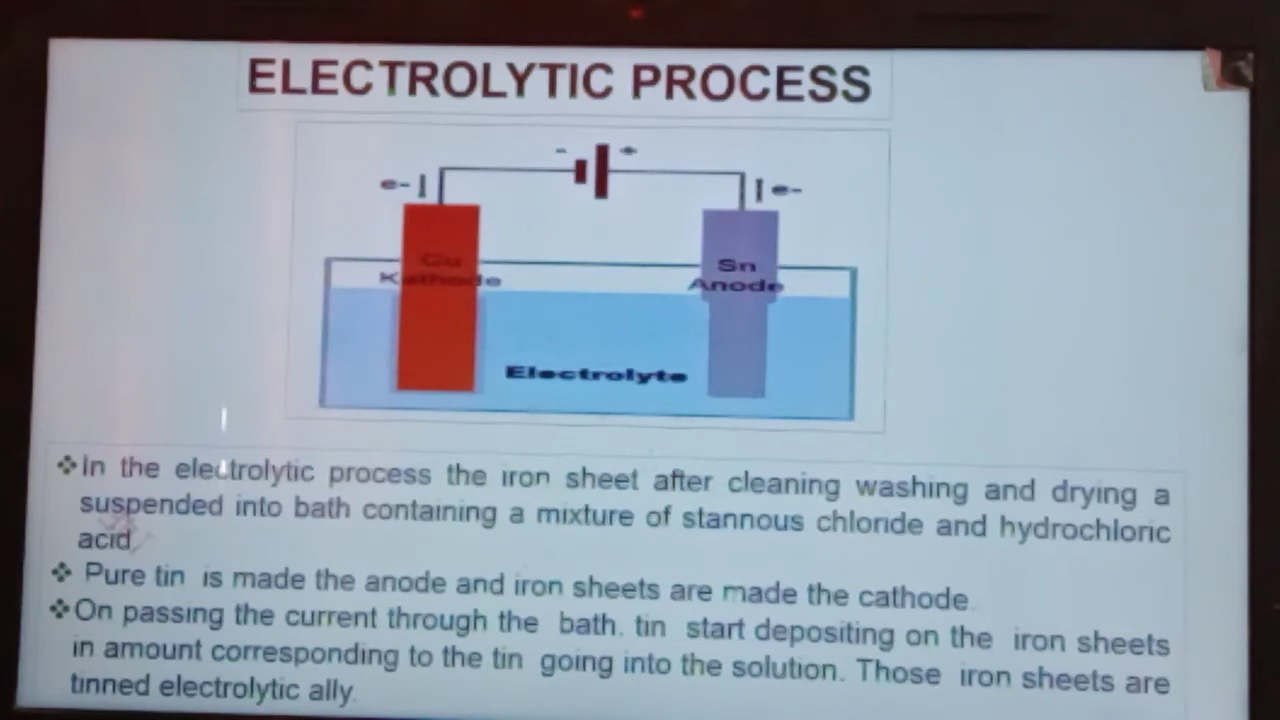 ELECTROLYTIC PROCESS
- +
e- e-
Cu
Kathode
Sn
Anode
Electrolyte
❖In the electrolytic process the iron sheet after cleaning washing and drying a
suspended into bath containing a mixture of stannous chloride and hydrochloric
acid
❖ Pure tin is made the anode and iron sheets are made the cathode.
❖On passing the current through the bath, tin start depositing on the iron sheets
in amount corresponding to the tin going into the solution. Those iron sheets are
tinned electrolytic ally.